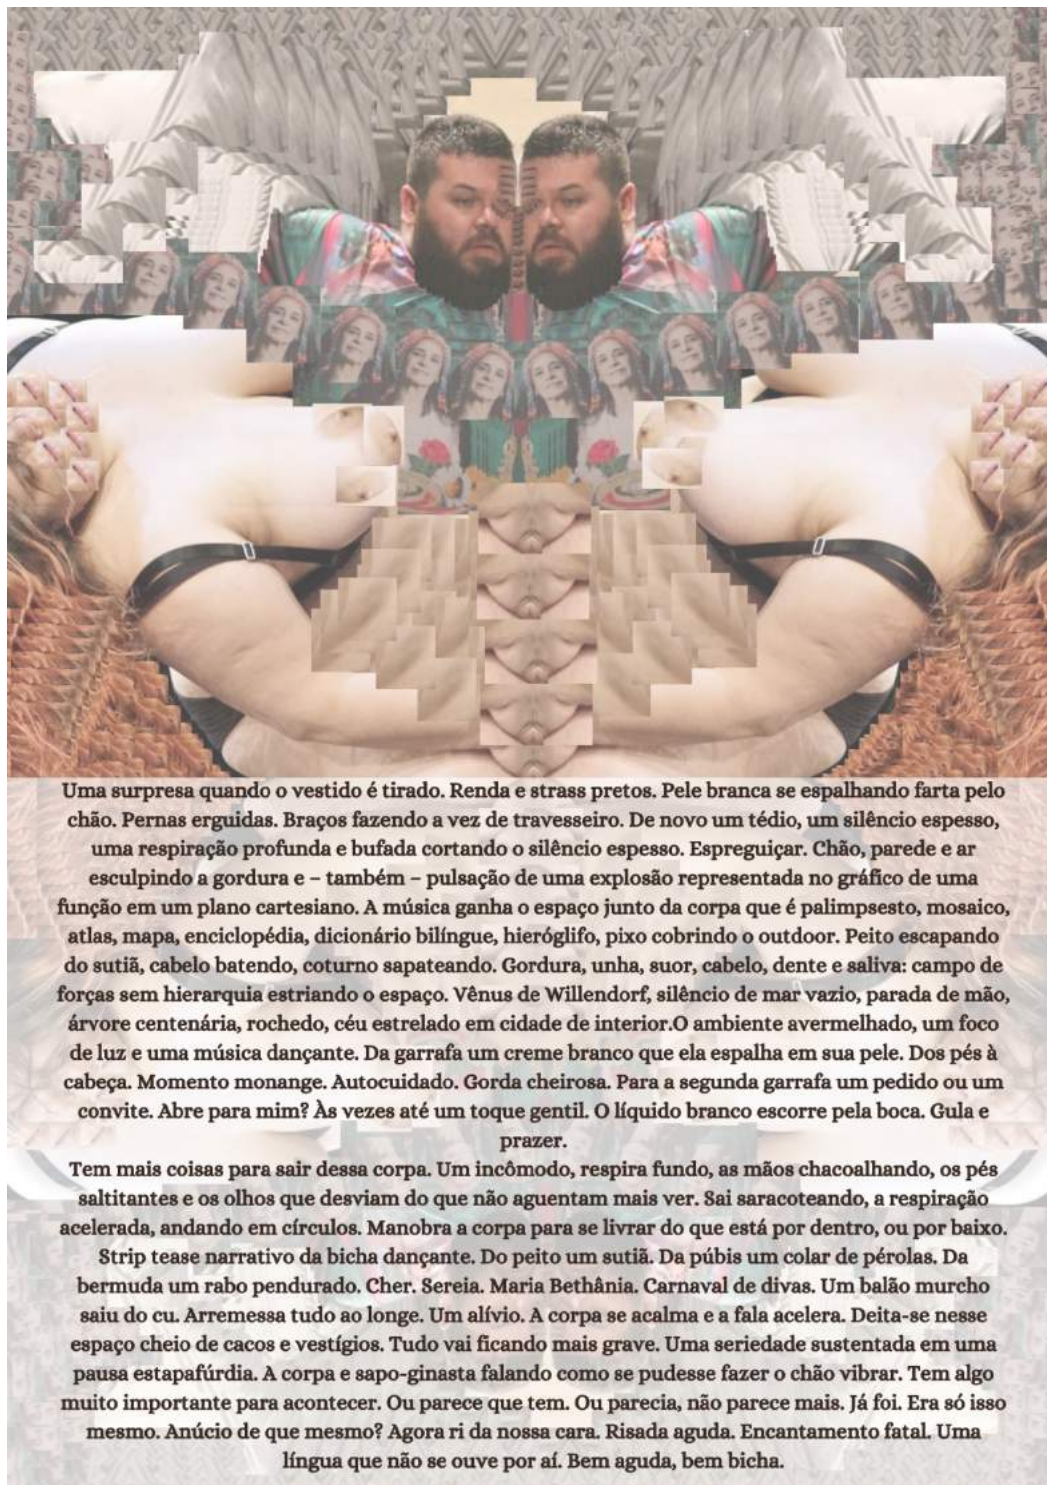 Uma surpresa quando o vestido é tirado. Renda e strass pretos. Pele branca se espalhando farta pelo
chão. Pernas erguidas. Braços fazendo a vez de travesseiro. De novo um tédio, um silêncio espesso,
uma respiração profunda e bufada cortando o silêncio espesso. Espreguiçar. Chão, parede e ar
esculpindo a gordura e – também – pulsação de uma explosão representada no gráfico de uma
função em um plano cartesiano. A música ganha o espaço junto da corpa que é palimpsesto, mosaico,
atlas, mapa, enciclopédia, dicionário bilíngue, hieróglifo, pixo cobrindo o outdoor. Peito escapando
do sutiã, cabelo batendo, coturno sapateando. Gordura, unha, suor, cabelo, dente e saliva: campo de
forças sem hierarquia estriando o espaço. Vênus de Willendorf, silêncio de mar vazio, parada de mão,
árvore centenária, rochedo, céu estrelado em cidade de interior.O ambiente avermelhado, um foco
de luz e uma música dançante. Da garrafa um creme branco que ela espalha em sua pele. Dos pés à
cabeça. Momento monange. Autocuidado. Gorda cheirosa. Para a segunda garrafa um pedido ou um
convite. Abre para mim? Às vezes até um toque gentil. O líquido branco escorre pela boca. Gula e
prazer.
Tem mais coisas para sair dessa corpa. Um incômodo, respira fundo, as mãos chacoalhando, os pés
saltitantes e os olhos que desviam do que não aguentam mais ver. Sai saracoteando, a respiração
acelerada, andando em círculos. Manobra a corpa para se livrar do que está por dentro, ou por baixo.
Strip tease narrativo da bicha dançante. Do peito um sutiã. Da púbis um colar de pérolas. Da
bermuda um rabo pendurado. Cher. Sereia. Maria Bethânia. Carnaval de divas. Um balão murcho
saiu do cu. Arremessa tudo ao longe. Um alívio. A corpa se acalma e a fala acelera. Deita-se nesse
espaço cheio de cacos e vestígios. Tudo vai ficando mais grave. Uma seriedade sustentada em uma
pausa estapafúrdia. A corpa e sapo-ginasta falando como se pudesse fazer o chão vibrar. Tem algo
muito importante para acontecer. Ou parece que tem. Ou parecia, não parece mais. Já foi. Era só isso
mesmo. Anúcio de que mesmo? Agora ri da nossa cara. Risada aguda. Encantamento fatal. Uma
língua que não se ouve por aí. Bem aguda, bem bicha.